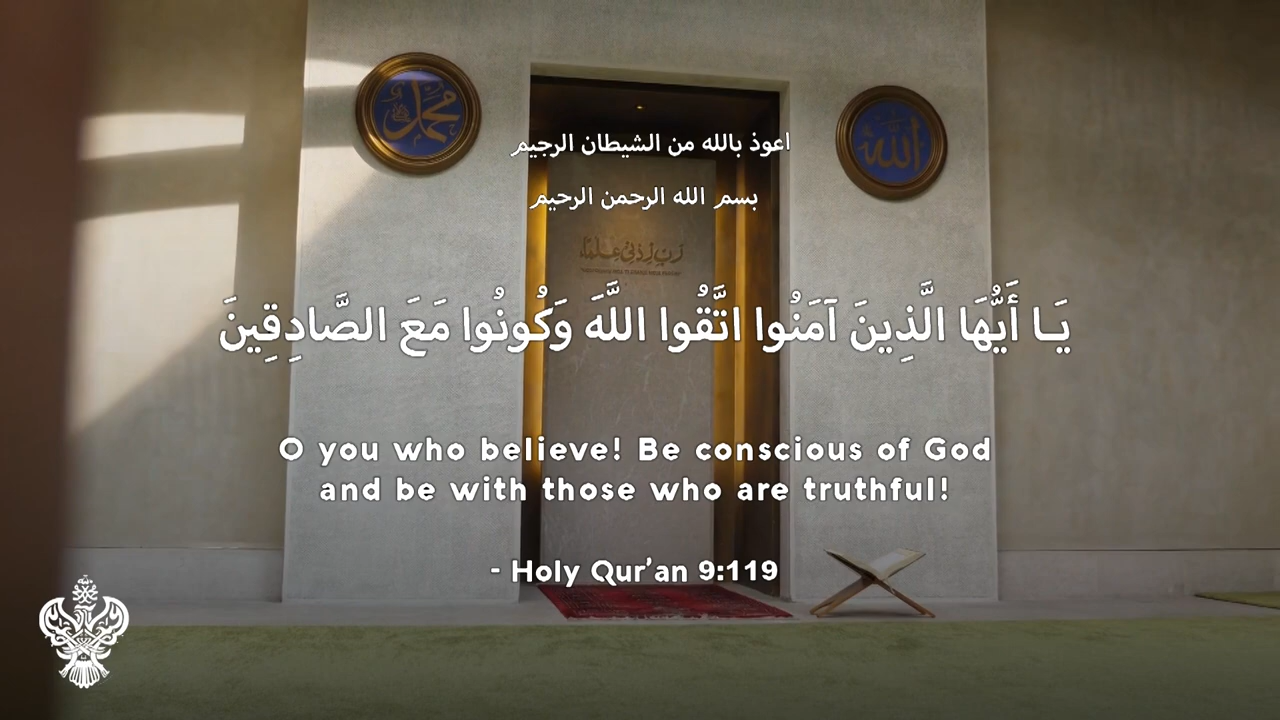 محمد
الله
اعوذ بالله من الشيطان الرجيم
بسم الله الرحمن الرحيم
رَبِّ زِدْنِي عِلْمًا
يَا أَيُّهَا الَّذِينَ آمَنُوا اتَّقُوا اللَّهَ وَكُونُوا مَعَ الصَّادِقِينَ
O you who believe! Be conscious of God
and be with those who are truthful!
- Holy Qur'an 9:119